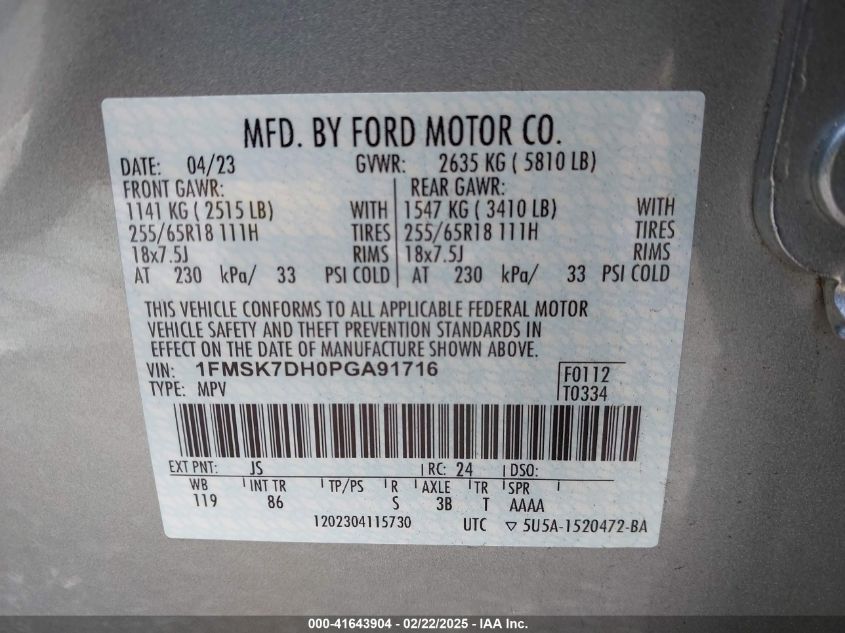 MFD. BY FORD MOTOR CO.
DATE: 04/23 GVWR: 2635 KG ( 5810 LB)
FRONT GAWR: REAR GAWR:
1141 KG ( 2515 LB) WITH 1547 KG ( 3410 LB) WITH
255/65R18 111H TIRES 255/65R18 111H TIRES
18x7.5J RIMS 18x7.5J RIMS
AT 230 kPa/ 33 PSI COLD AT 230 kPa/ 33 PSI COLD
THIS VEHICLE CONFORMS TO ALL APPLICABLE FEDERAL MOTOR
VEHICLE SAFETY AND THEFT PREVENTION STANDARDS IN
EFFECT ON THE DATE OF MANUFACTURE SHOWN ABOVE.
VIN: 1FMSK7DH0PGA91716 F0112
TYPE: MPV T0334
EXT PNT: JS RC: 24 DSO:
WB INT TR TP/PS R AXLE TR SPR
119 86 S 3B T AAAA
1202304115730 UTC ▽ 5U5A-1520472-BA
000-41643904 - 02/22/2025 - IAA Inc.